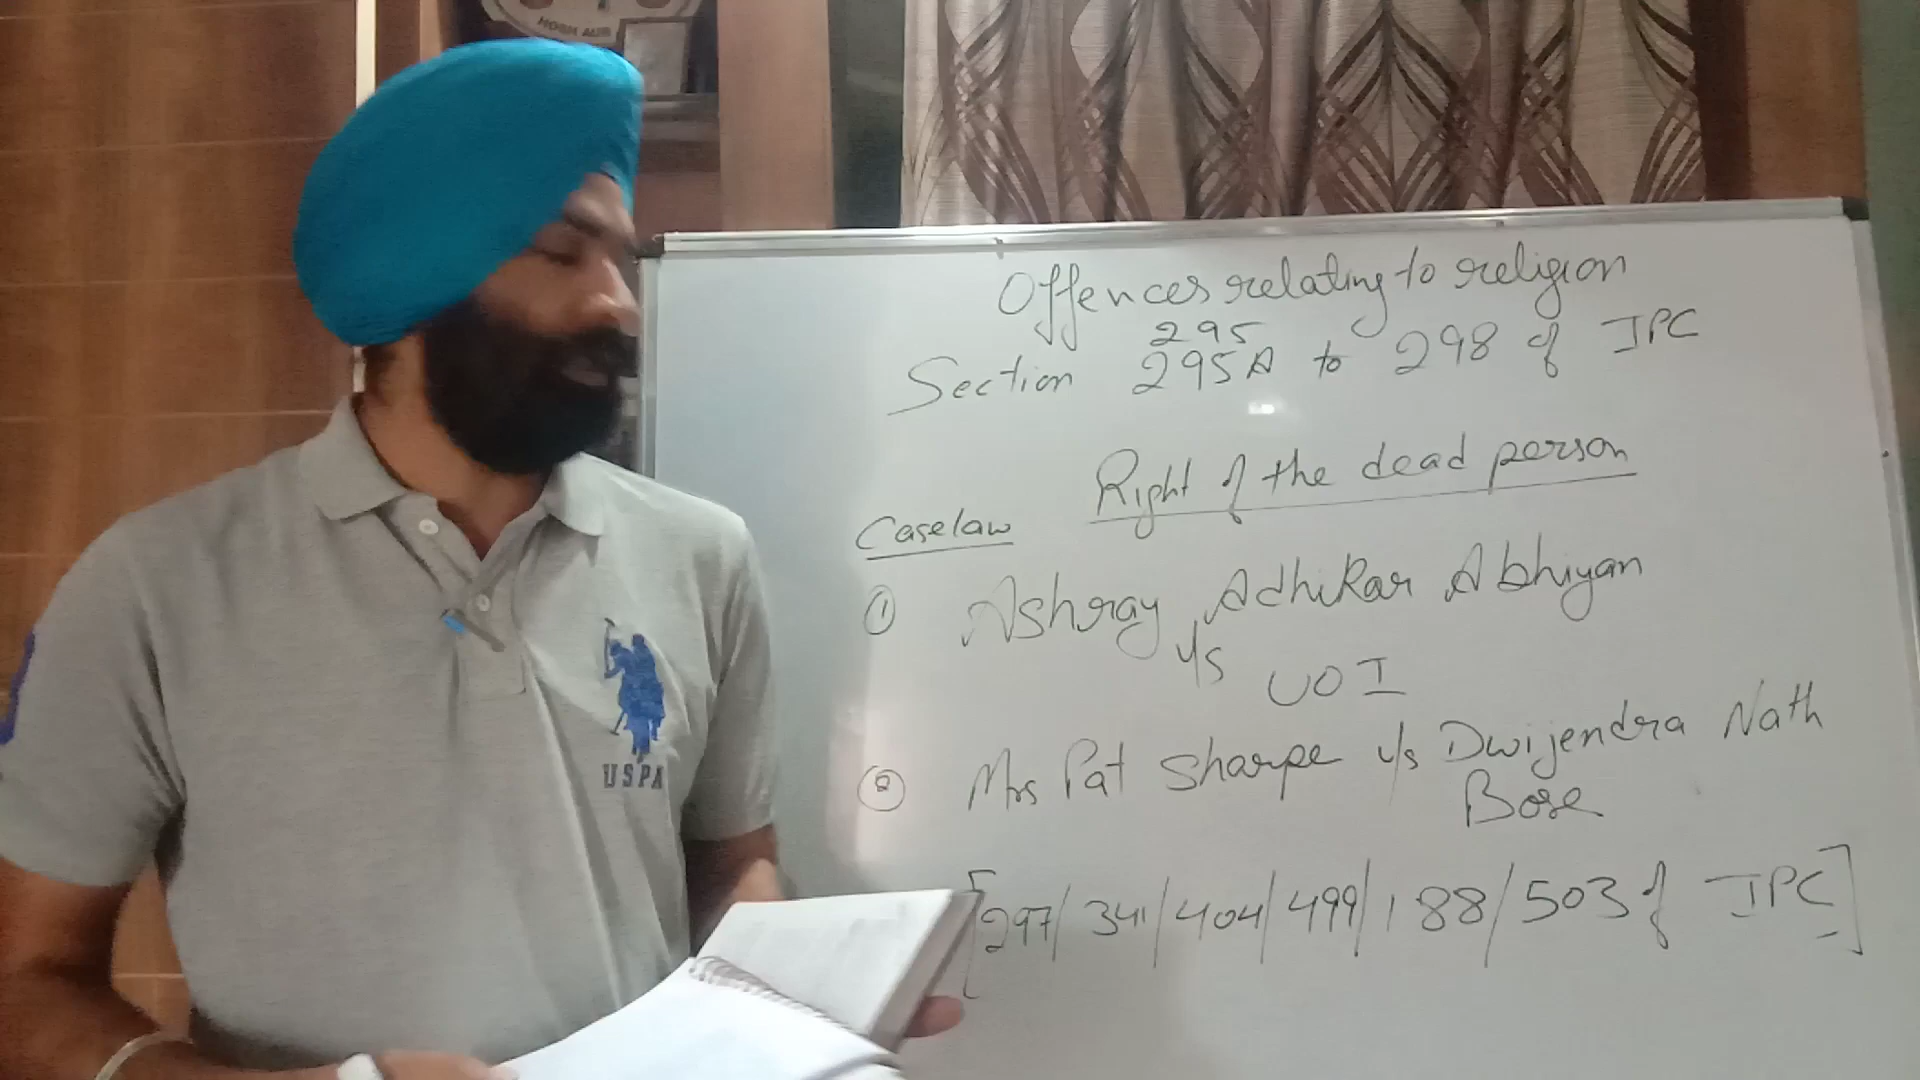 Offences relating to religion
295
Section 295A to 298 of IPC
Right of the dead person
Caselaw
① Ashray Adhikar Abhiyan
v/s UOI
② Mrs Pat Sharpe v/s Dwijendra Nath
Bose
[297/341/404/499/188/503 of IPC]
USPA